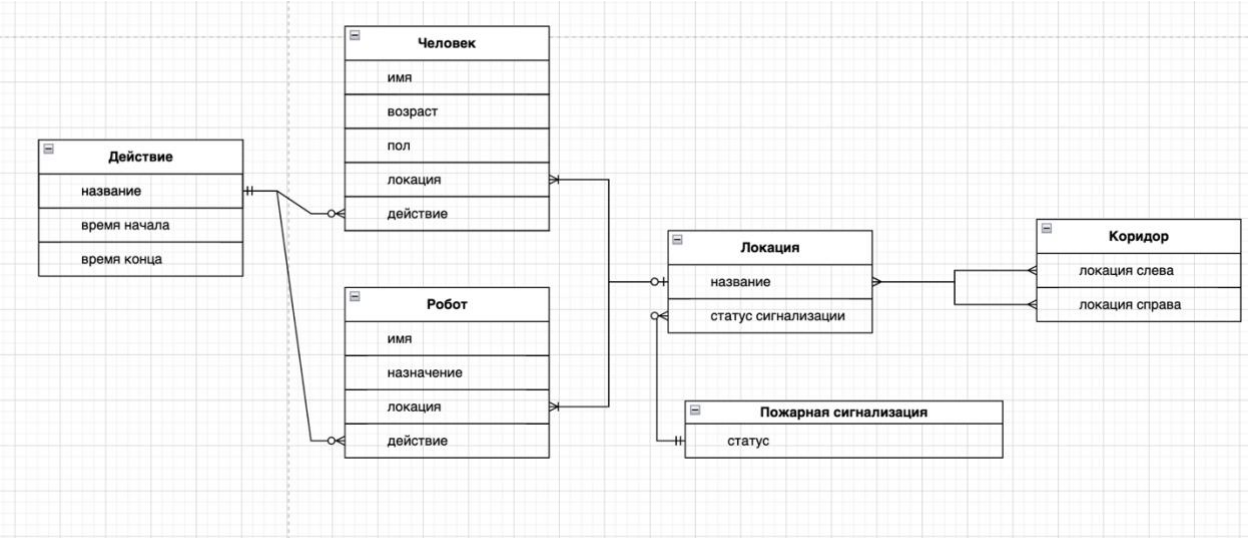 Человек
имя
возраст
пол
локация
действие
Действие
название
время начала
время конца
Робот
имя
назначение
локация
действие
Локация
название
статус сигнализации
Коридор
локация слева
локация справа
Пожарная сигнализация
статус